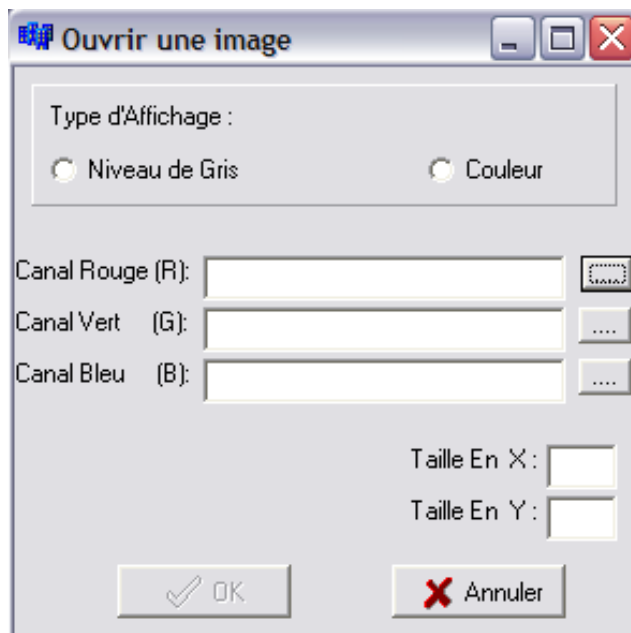 Ouvrir une image
Type d'Affichage :
Niveau de Gris Couleur
Canal Rouge (R): ....
Canal Vert (G): ....
Canal Bleu (B): ....
Taille En X :
Taille En Y :
OK Annuler